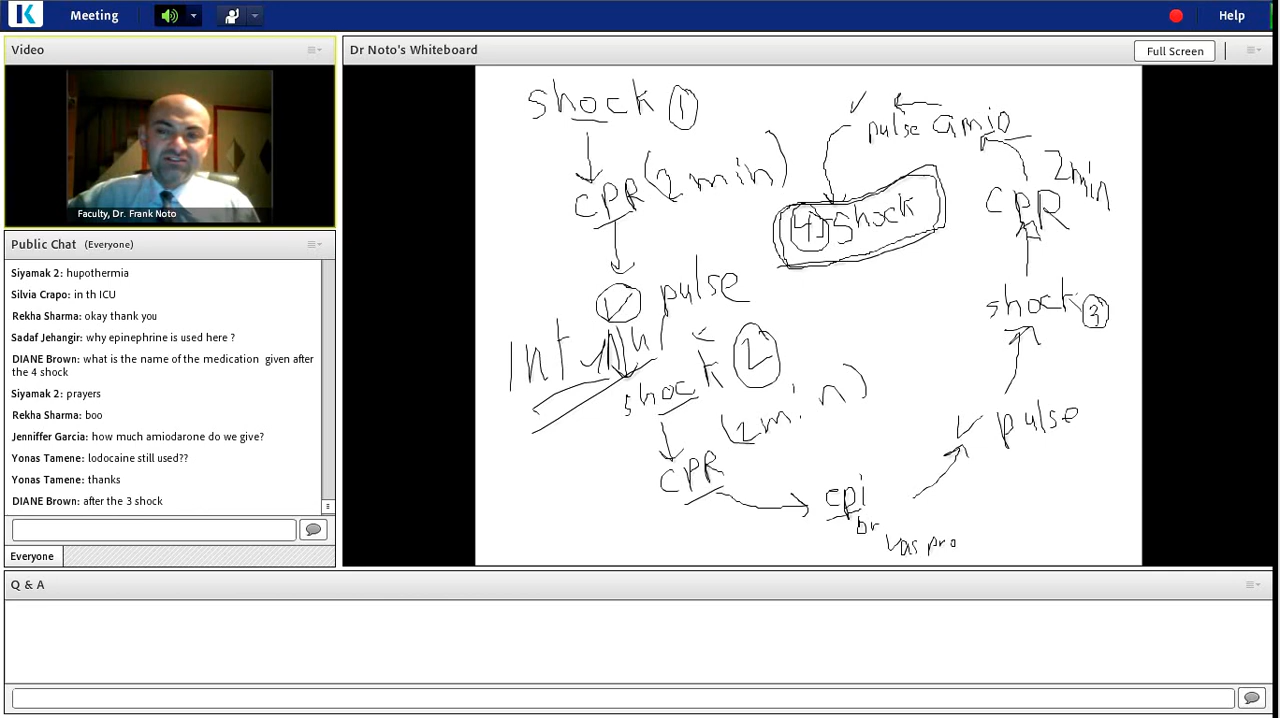 K Meeting Help
Video
Faculty, Dr. Frank Noto
Public Chat (Everyone)
Siyamak 2: hupothermia
Silvia Crapo: in th ICU
Rekha Sharma: okay thank you
Sadaf Jehangir: why epinephrine is used here ?
DIANE Brown: what is the name of the medication given after
the 4 shock
Siyamak 2: prayers
Rekha Sharma: boo
Jenniffer Garcia: how much amiodarone do we give?
Yonas Tamene: lodocaine still used??
Yonas Tamene: thanks
DIANE Brown: after the 3 shock
Everyone
Dr Noto's Whiteboard
Full Screen
shock 1
CPR (2 min)
pulse
shock 2
(2 min)
CPR
epi
or
vas pro
pulse
shock 3
CPR 2 min
amio
pulse
4 shock
Q & A